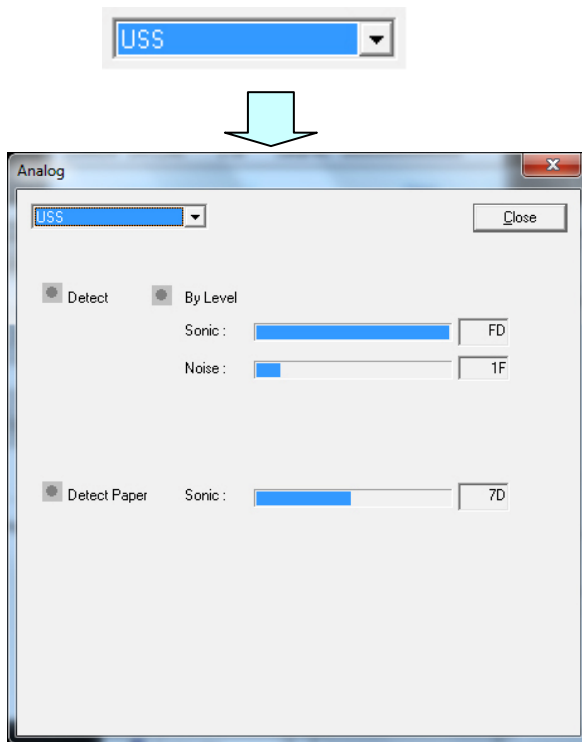 USS
Analog
USS
Close
Detect By Level
Sonic : FD
Noise : 1F
Detect Paper Sonic : 7D